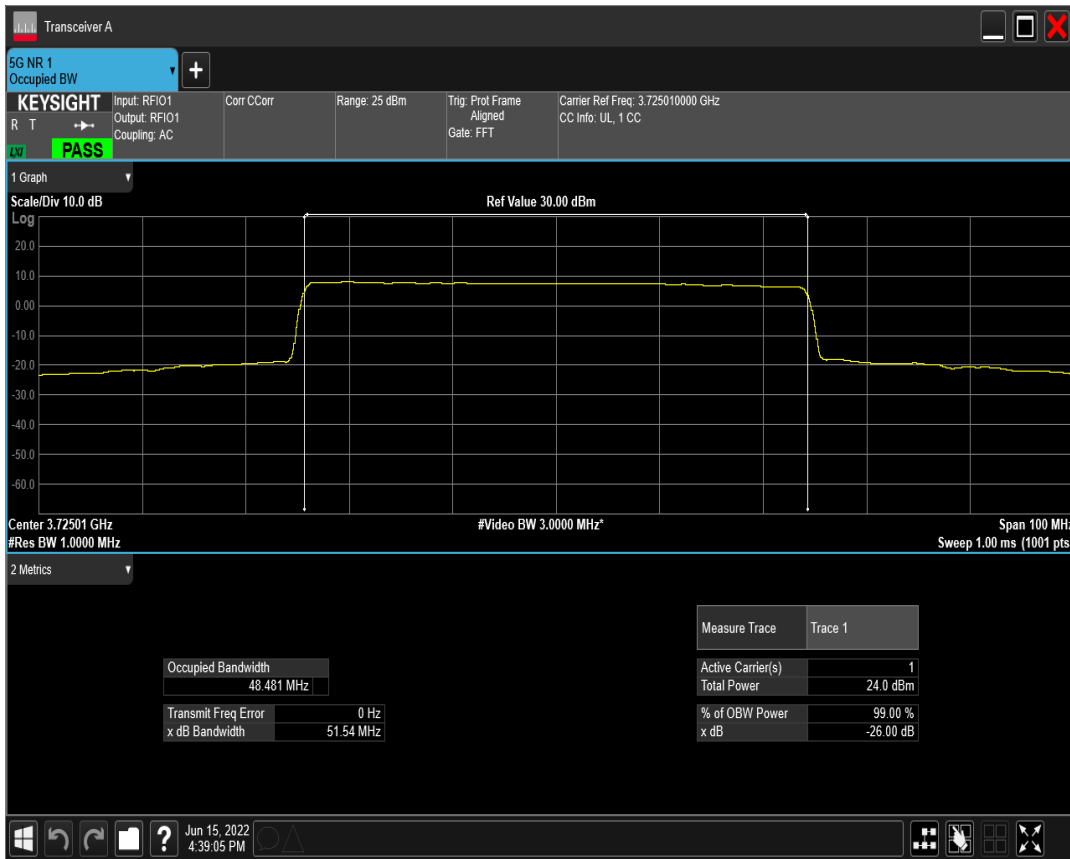 Transceiver A
5G NR 1
Occupied BW
+
KEYSIGHT
R T
LXI
PASS
Input: RFIO1
Output: RFIO1
Coupling: AC
Corr CCorr
Range: 25 dBm
Trig: Prot Frame
Aligned
Gate: FFT
Carrier Ref Freq: 3.725010000 GHz
CC Info: UL, 1 CC
1 Graph
Scale/Div 10.0 dB
Ref Value 30.00 dBm
Log
20.0
10.0
0.00
-10.0
-20.0
-30.0
-40.0
-50.0
-60.0
Center 3.72501 GHz
#Video BW 3.0000 MHz*
Span 100 MHz
#Res BW 1.0000 MHz
Sweep 1.00 ms (1001 pts
2 Metrics
Measure Trace Trace 1
Occupied Bandwidth
48.481 MHz
Active Carrier(s) 1
Total Power 24.0 dBm
Transmit Freq Error 0 Hz
x dB Bandwidth 51.54 MHz
% of OBW Power 99.00 %
x dB -26.00 dB
?
Jun 15, 2022
4:39:05 PM